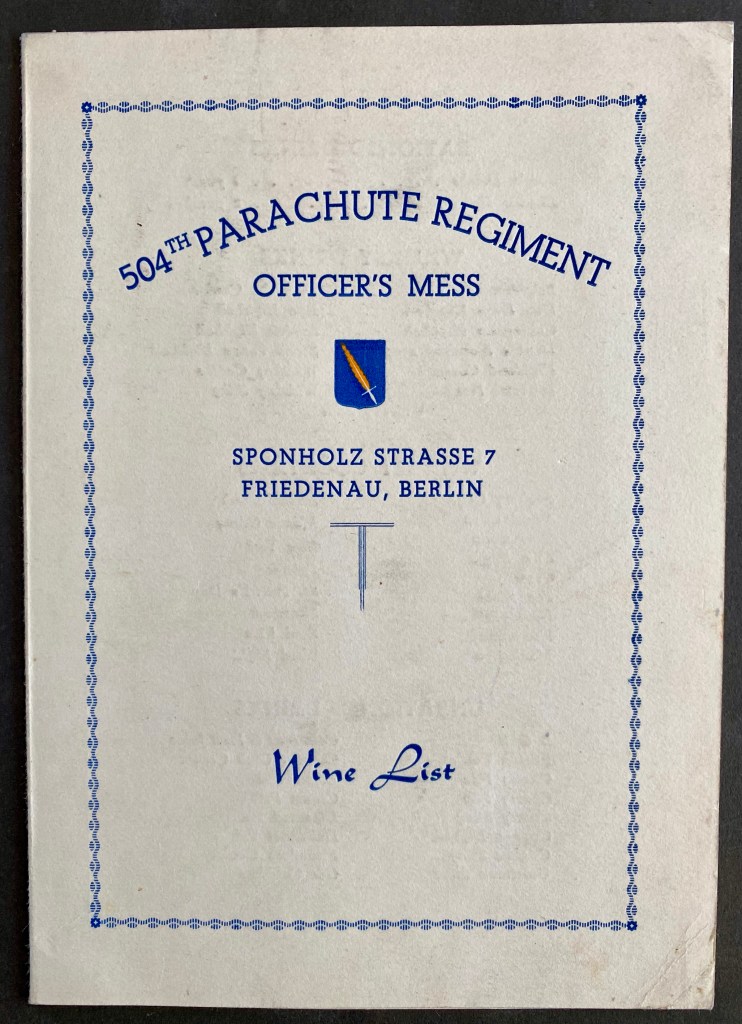 504TH PARACHUTE REGIMENT
OFFICER'S MESS
SPONHOLZ STRASSE 7
FRIEDENAU, BERLIN
Wine List